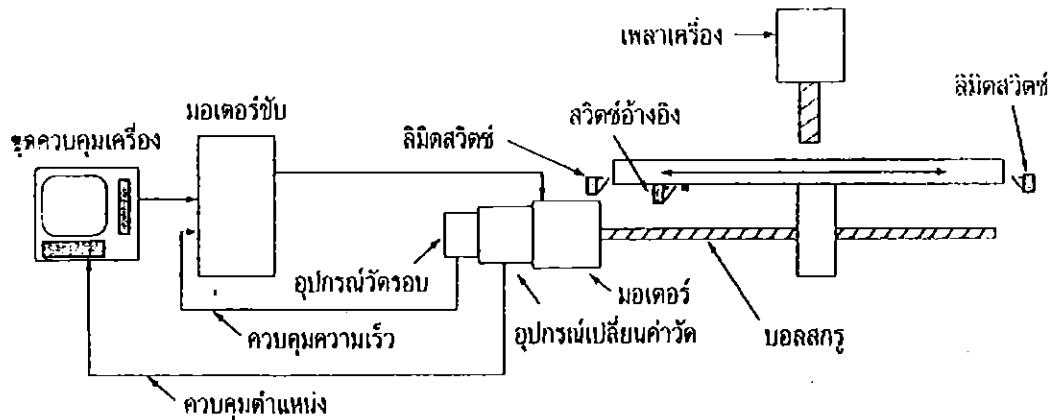 เพลาเครื่อง
ลิมิตสวิตซ์
มอเตอร์ขับ
สวิตซ์อ้างอิง
ลิมิตสวิตซ์
ชุดควบคุมเครื่อง
อุปกรณ์วัดรอบ
มอเตอร์
อุปกรณ์เปลี่ยนค่าวัด
บอลสกรู
ควบคุมความเร็ว
ควบคุมตำแหน่ง